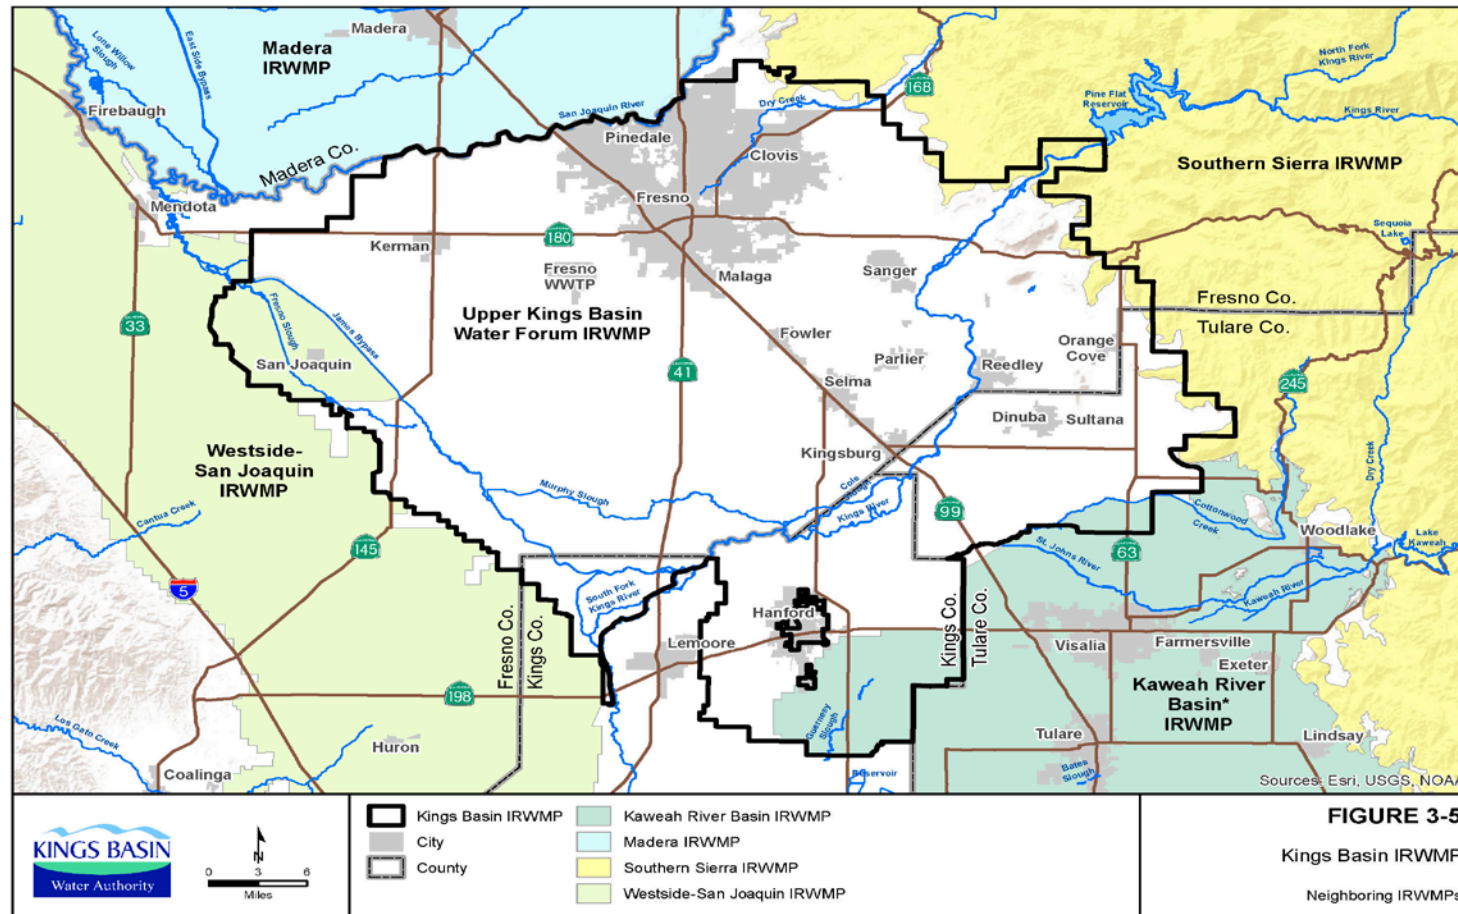 Madera
Madera
IRWMP
Lone Willow
Slough
East Side Bypass
Firebaugh
San Joaquin River
Madera Co.
Pinedale
Dry Creek
Clovis
168
North Fork
Kings River
Pine Flat
Reservoir
Kings River
Southern Sierra IRWMP
Mendota
Fresno
Sequoia
Lake
Kerman
180
Fresno
WWTP
Malaga
Sanger
Fresno Co.
Tulare Co.
33
Fresno Slough
James Bypass
Upper Kings Basin
Water Forum IRWMP
Fowler
Orange
Cove
San Joaquin
41
Parlier
Reedley
Selma
245
Dinuba
Sultana
Westside-
San Joaquin
IRWMP
Kingsburg
Dry Creek
Murphy Slough
Cole
Kings River
Cantua Creek
99
Cottonwood
Creek
Woodlake
Lake
Kaweah
145
St. Johns River
63
5
South Fork
Kings River
Kaweah River
Hanford
Fresno Co.
Kings Co.
Kings Co.
Tulare Co.
Lemoore
Visalia
Farmersville
Exeter
198
Kaweah River
Basin*
IRWMP
Guernsey
Slough
Los Gato Creek
Huron
Tulare
Lindsay
Coalinga
Bates
Slough
Reservoir
Sources: Esri, USGS, NOAA
KINGS BASIN
Water Authority
N
0 3 6
Miles
Kings Basin IRWMP
City
County
Kaweah River Basin IRWMP
Madera IRWMP
Southern Sierra IRWMP
Westside-San Joaquin IRWMP
FIGURE 3-5
Kings Basin IRWMP
Neighboring IRWMPs